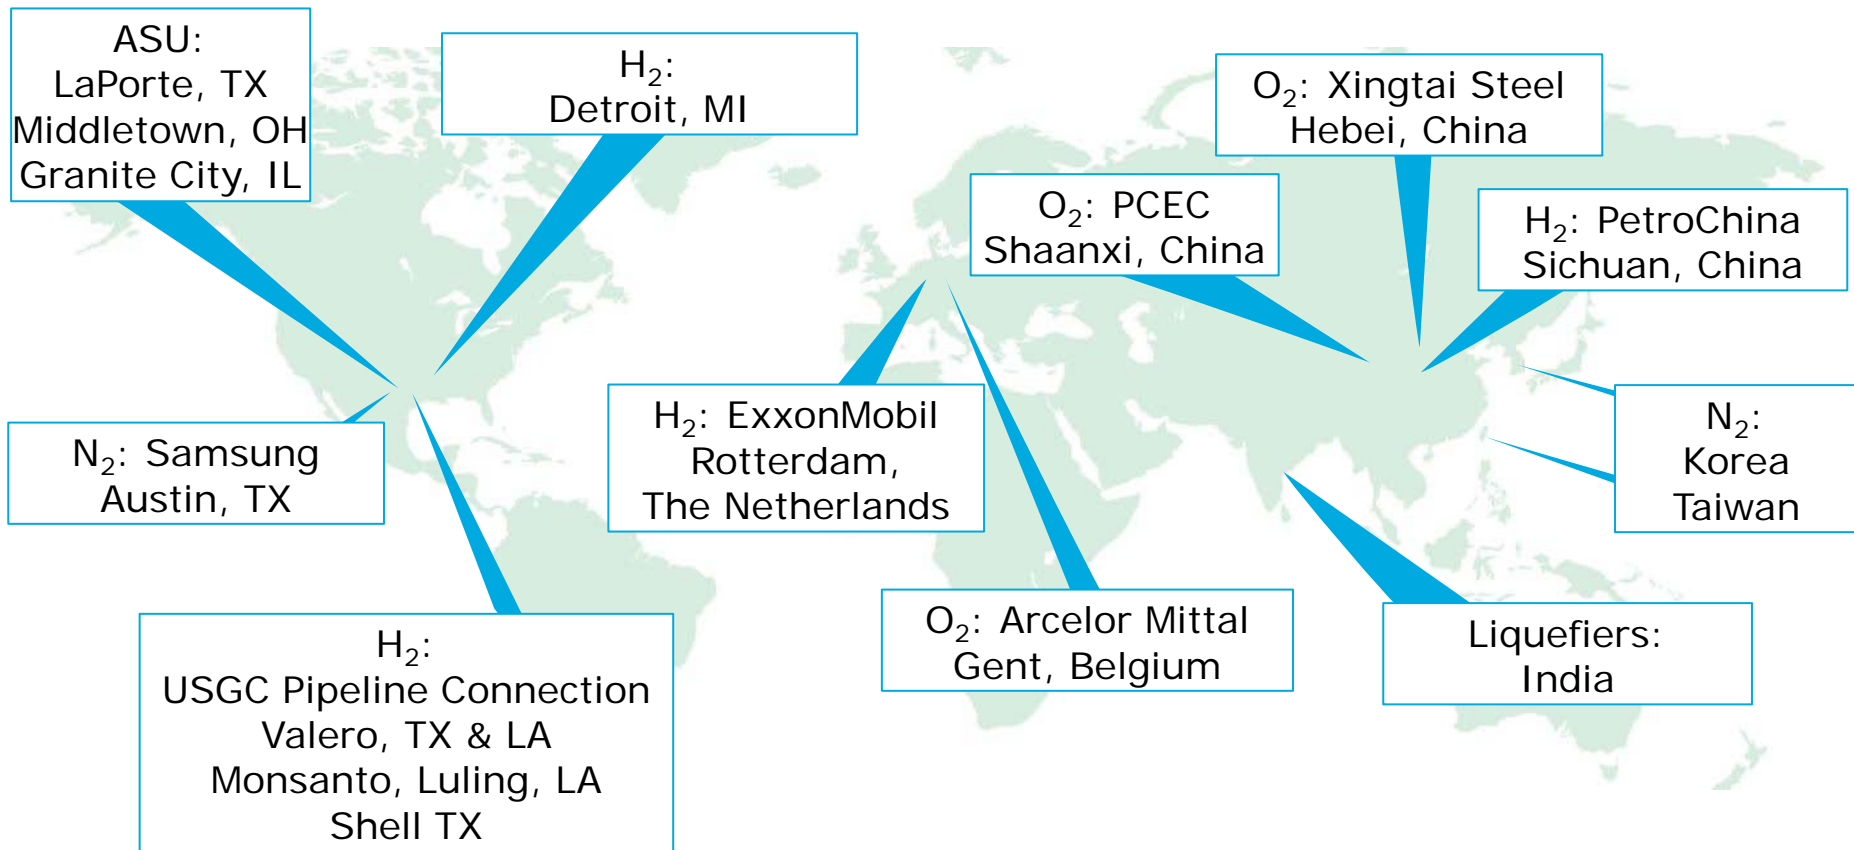 ASU:
LaPorte, TX
Middletown, OH
Granite City, IL
H₂:
Detroit, MI
O₂: Xingtai Steel
Hebei, China
O₂: PCEC
Shaanxi, China
H₂: PetroChina
Sichuan, China
N₂: Samsung
Austin, TX
H₂: ExxonMobil
Rotterdam,
The Netherlands
N₂:
Korea
Taiwan
H₂:
USGC Pipeline Connection
Valero, TX & LA
Monsanto, Luling, LA
Shell TX
O₂: Arcelor Mittal
Gent, Belgium
Liquefiers:
India